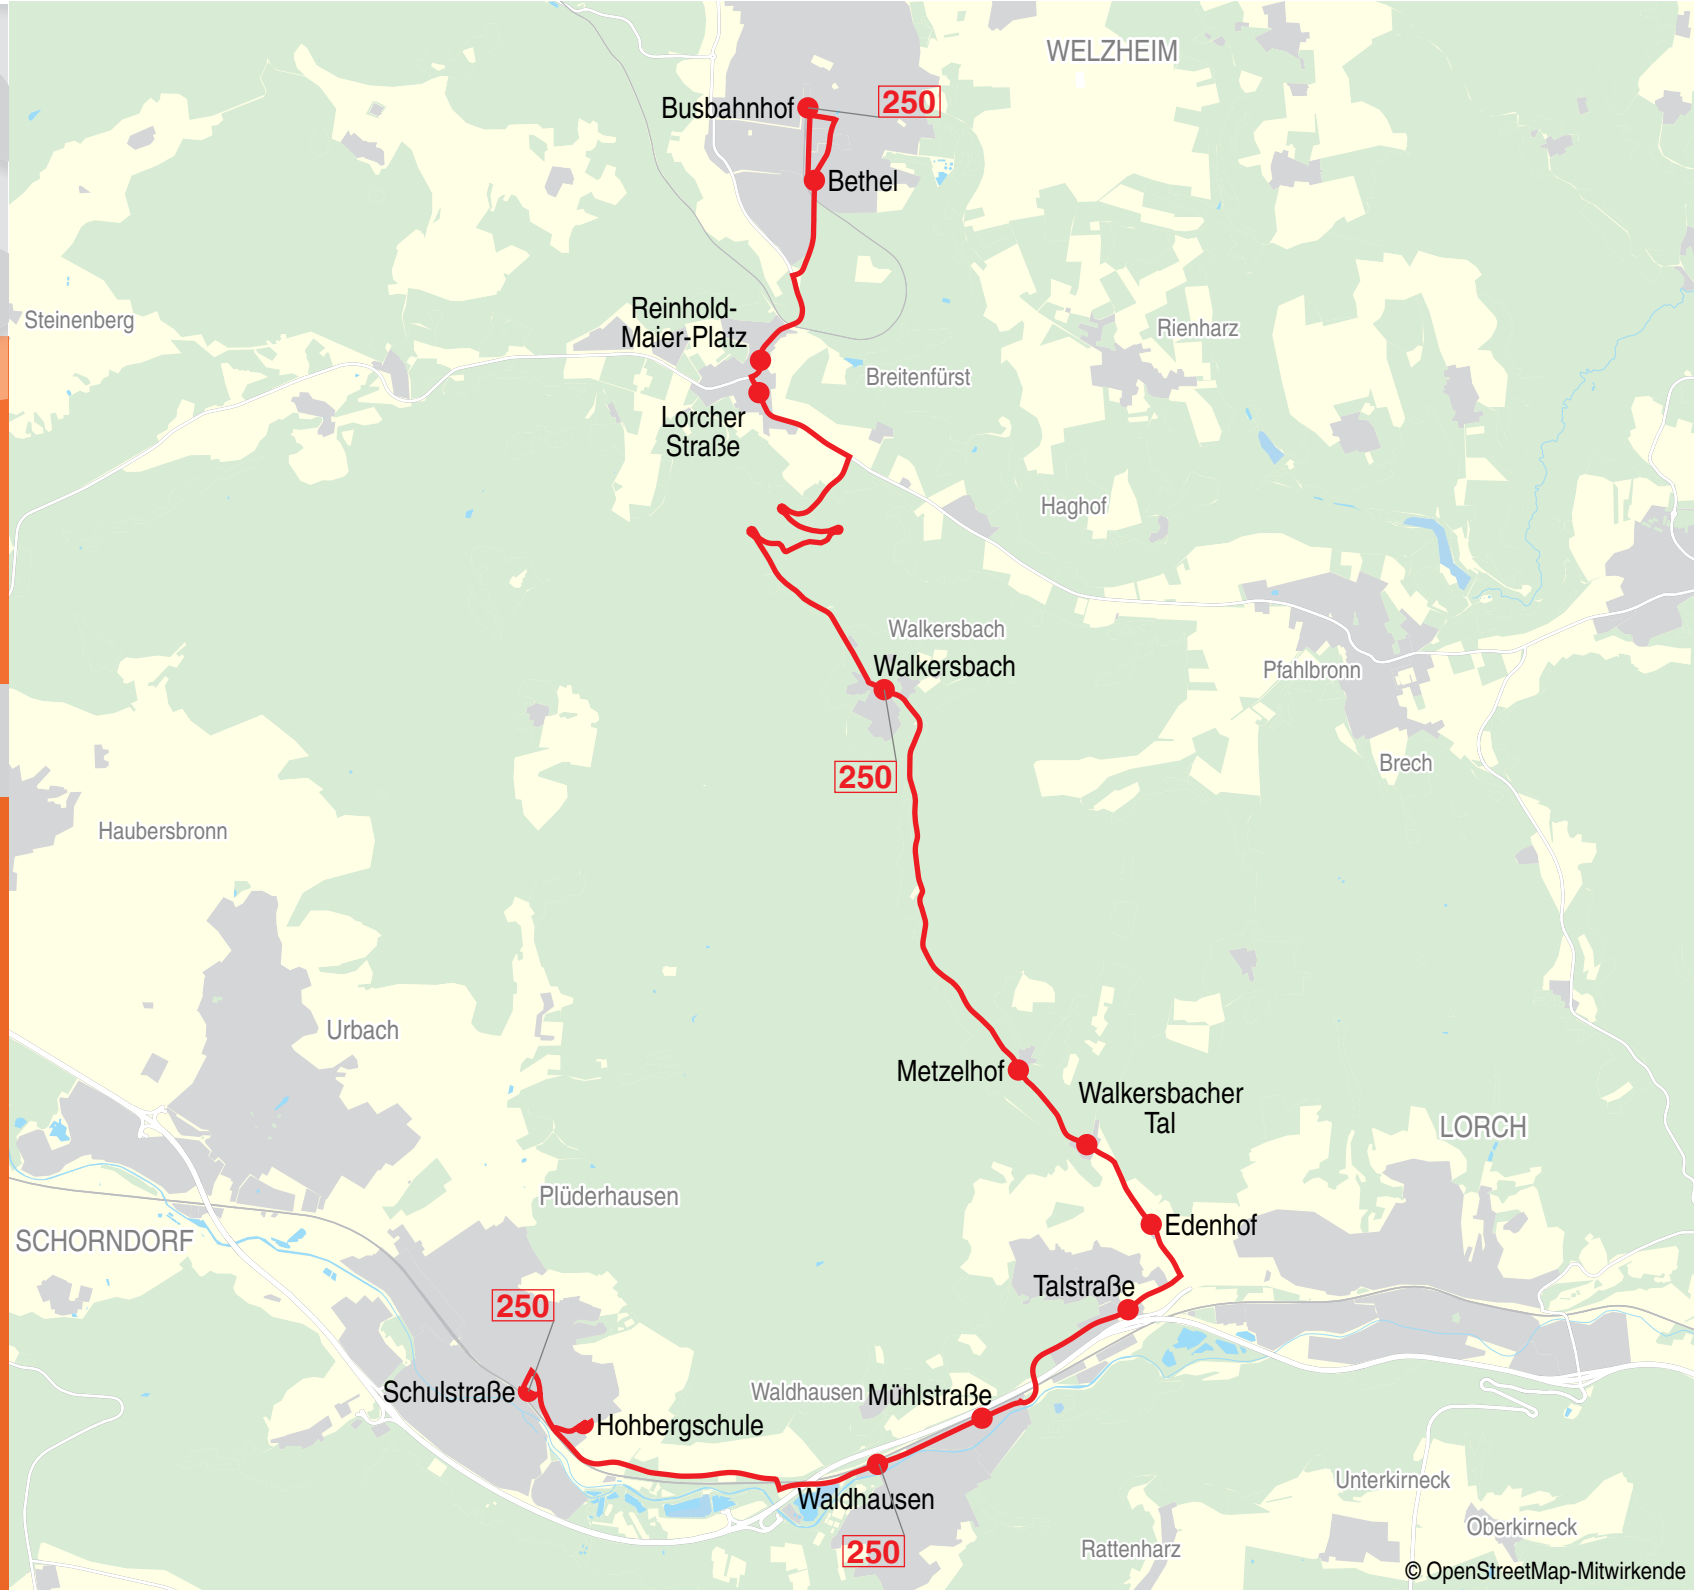 WELZHEIM
Busbahnhof
250
Bethel
Reinhold-
Maier-Platz
Steinenberg
Rienharz
Breitenfürst
Lorcher
Straße
Haghof
Walkersbach
Walkersbach
Pfahlbronn
250
Brech
Haubersbronn
Urbach
Metzelhof
Walkersbacher
Tal
LORCH
Plüderhausen
SCHORNDORF
Edenhof
Talstraße
250
Schulstraße
Waldhausen
Mühlstraße
Hohbergschule
Waldhausen
Unterkirneck
Oberkirneck
250
Rattenharz
© OpenStreetMap-Mitwirkende